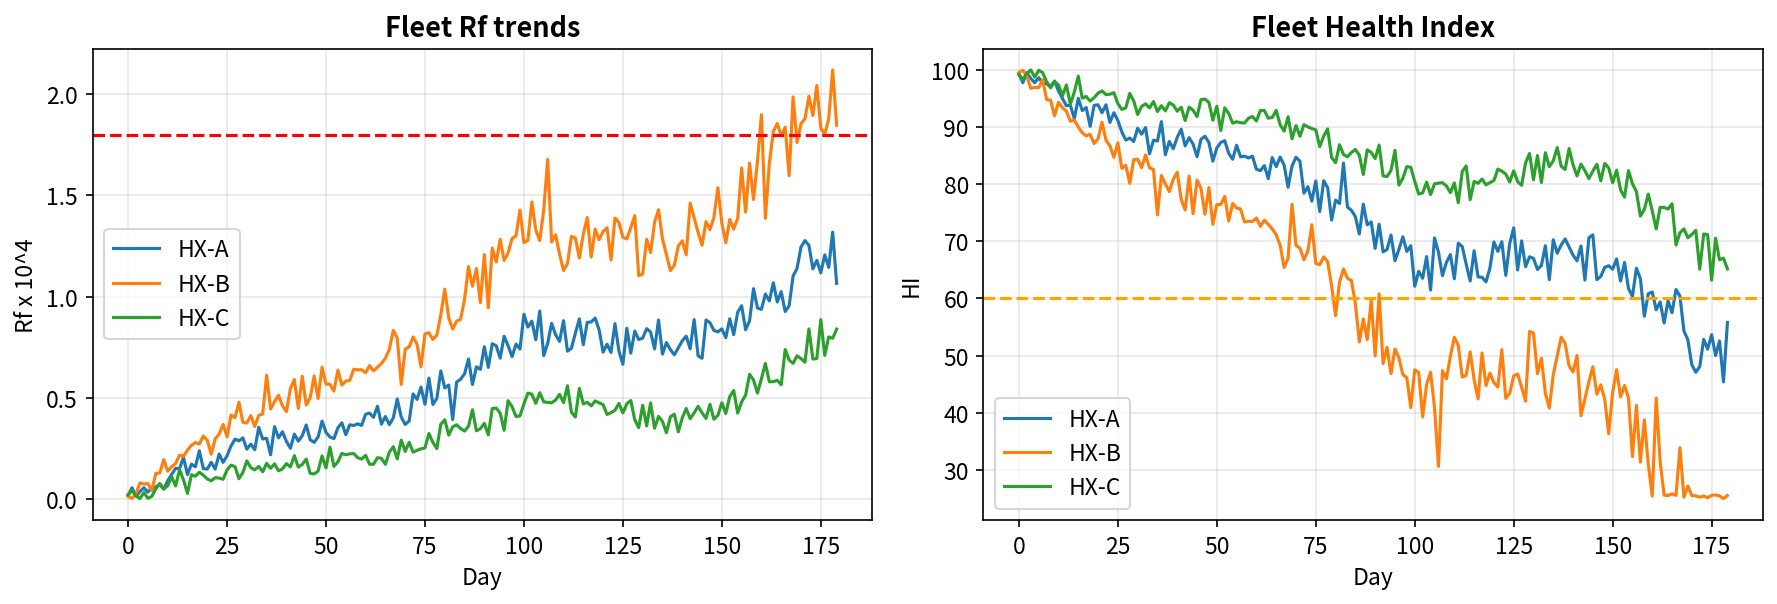 Fleet Rf trends
Rf x 10^4
2.0
1.5
1.0
0.5
0.0
HX-A
HX-B
HX-C
0 25 50 75 100 125 150 175
Day
Fleet Health Index
HI
100
90
80
70
60
50
40
30
HX-A
HX-B
HX-C
0 25 50 75 100 125 150 175
Day